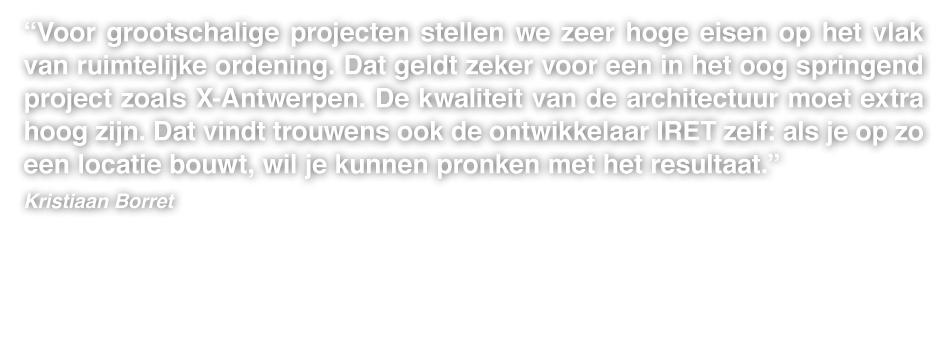 “Voor grootschalige projecten stellen we zeer hoge eisen op het vlak
van ruimtelijke ordening. Dat geldt zeker voor een in het oog springend
project zoals X-Antwerpen. De kwaliteit van de architectuur moet extra
hoog zijn. Dat vindt trouwens ook de ontwikkelaar IRET zelf: als je op zo
een locatie bouwt, wil je kunnen pronken met het resultaat.”
Kristiaan Borret